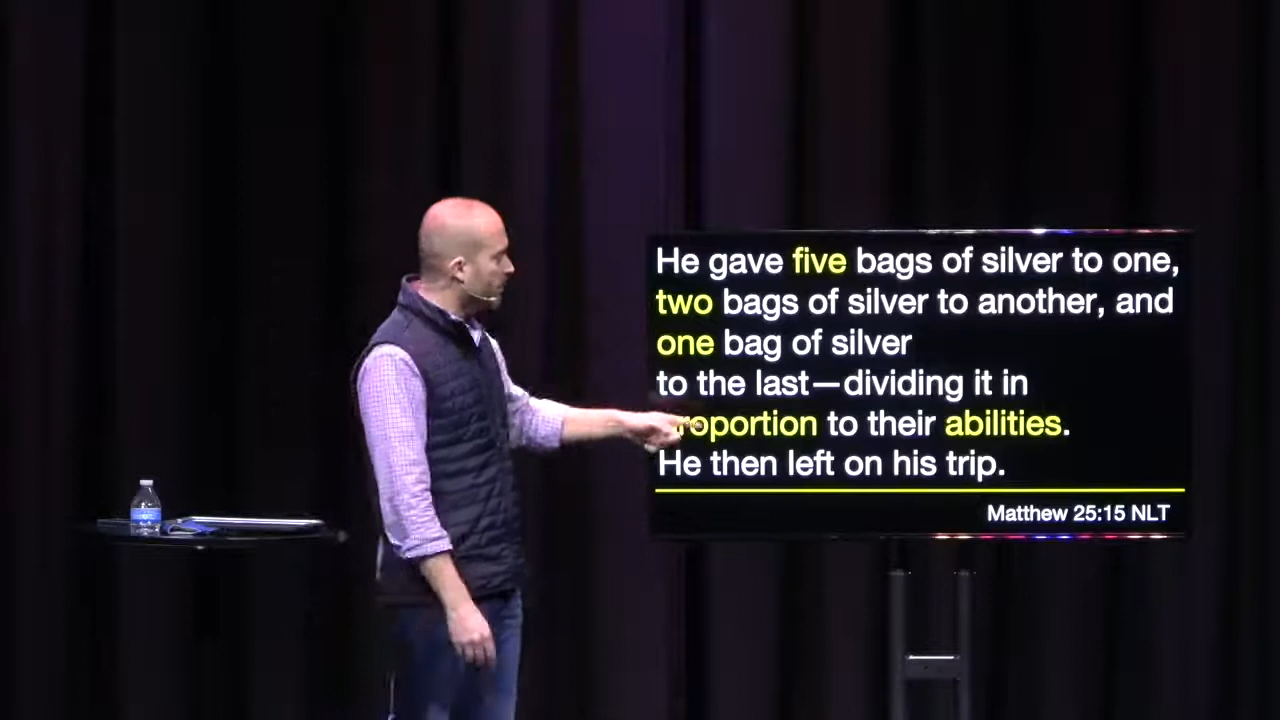 He gave five bags of silver to one,
two bags of silver to another, and
one bag of silver
to the last—dividing it in
roportion to their abilities.
He then left on his trip.
Matthew 25:15 NLT